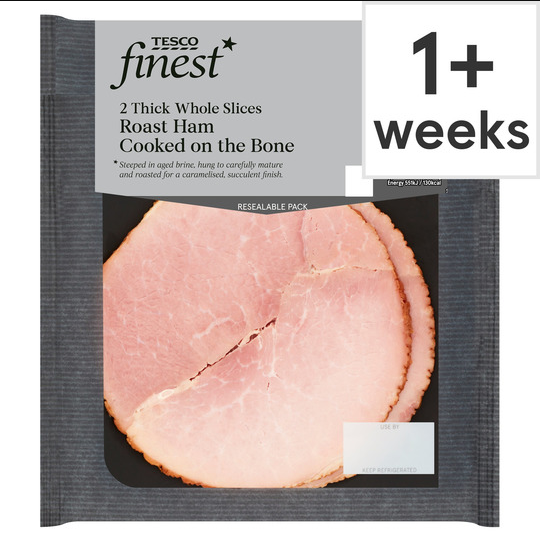 TESCO
finest*
2 Thick Whole Slices
Roast Ham
Cooked on the Bone
* Steeped in aged brine, hung to carefully mature
and roasted for a caramelised, succulent finish.
1+
weeks
Energy 551kJ / 130kcal
RESEALABLE PACK
USE BY
KEEP REFRIGERATED